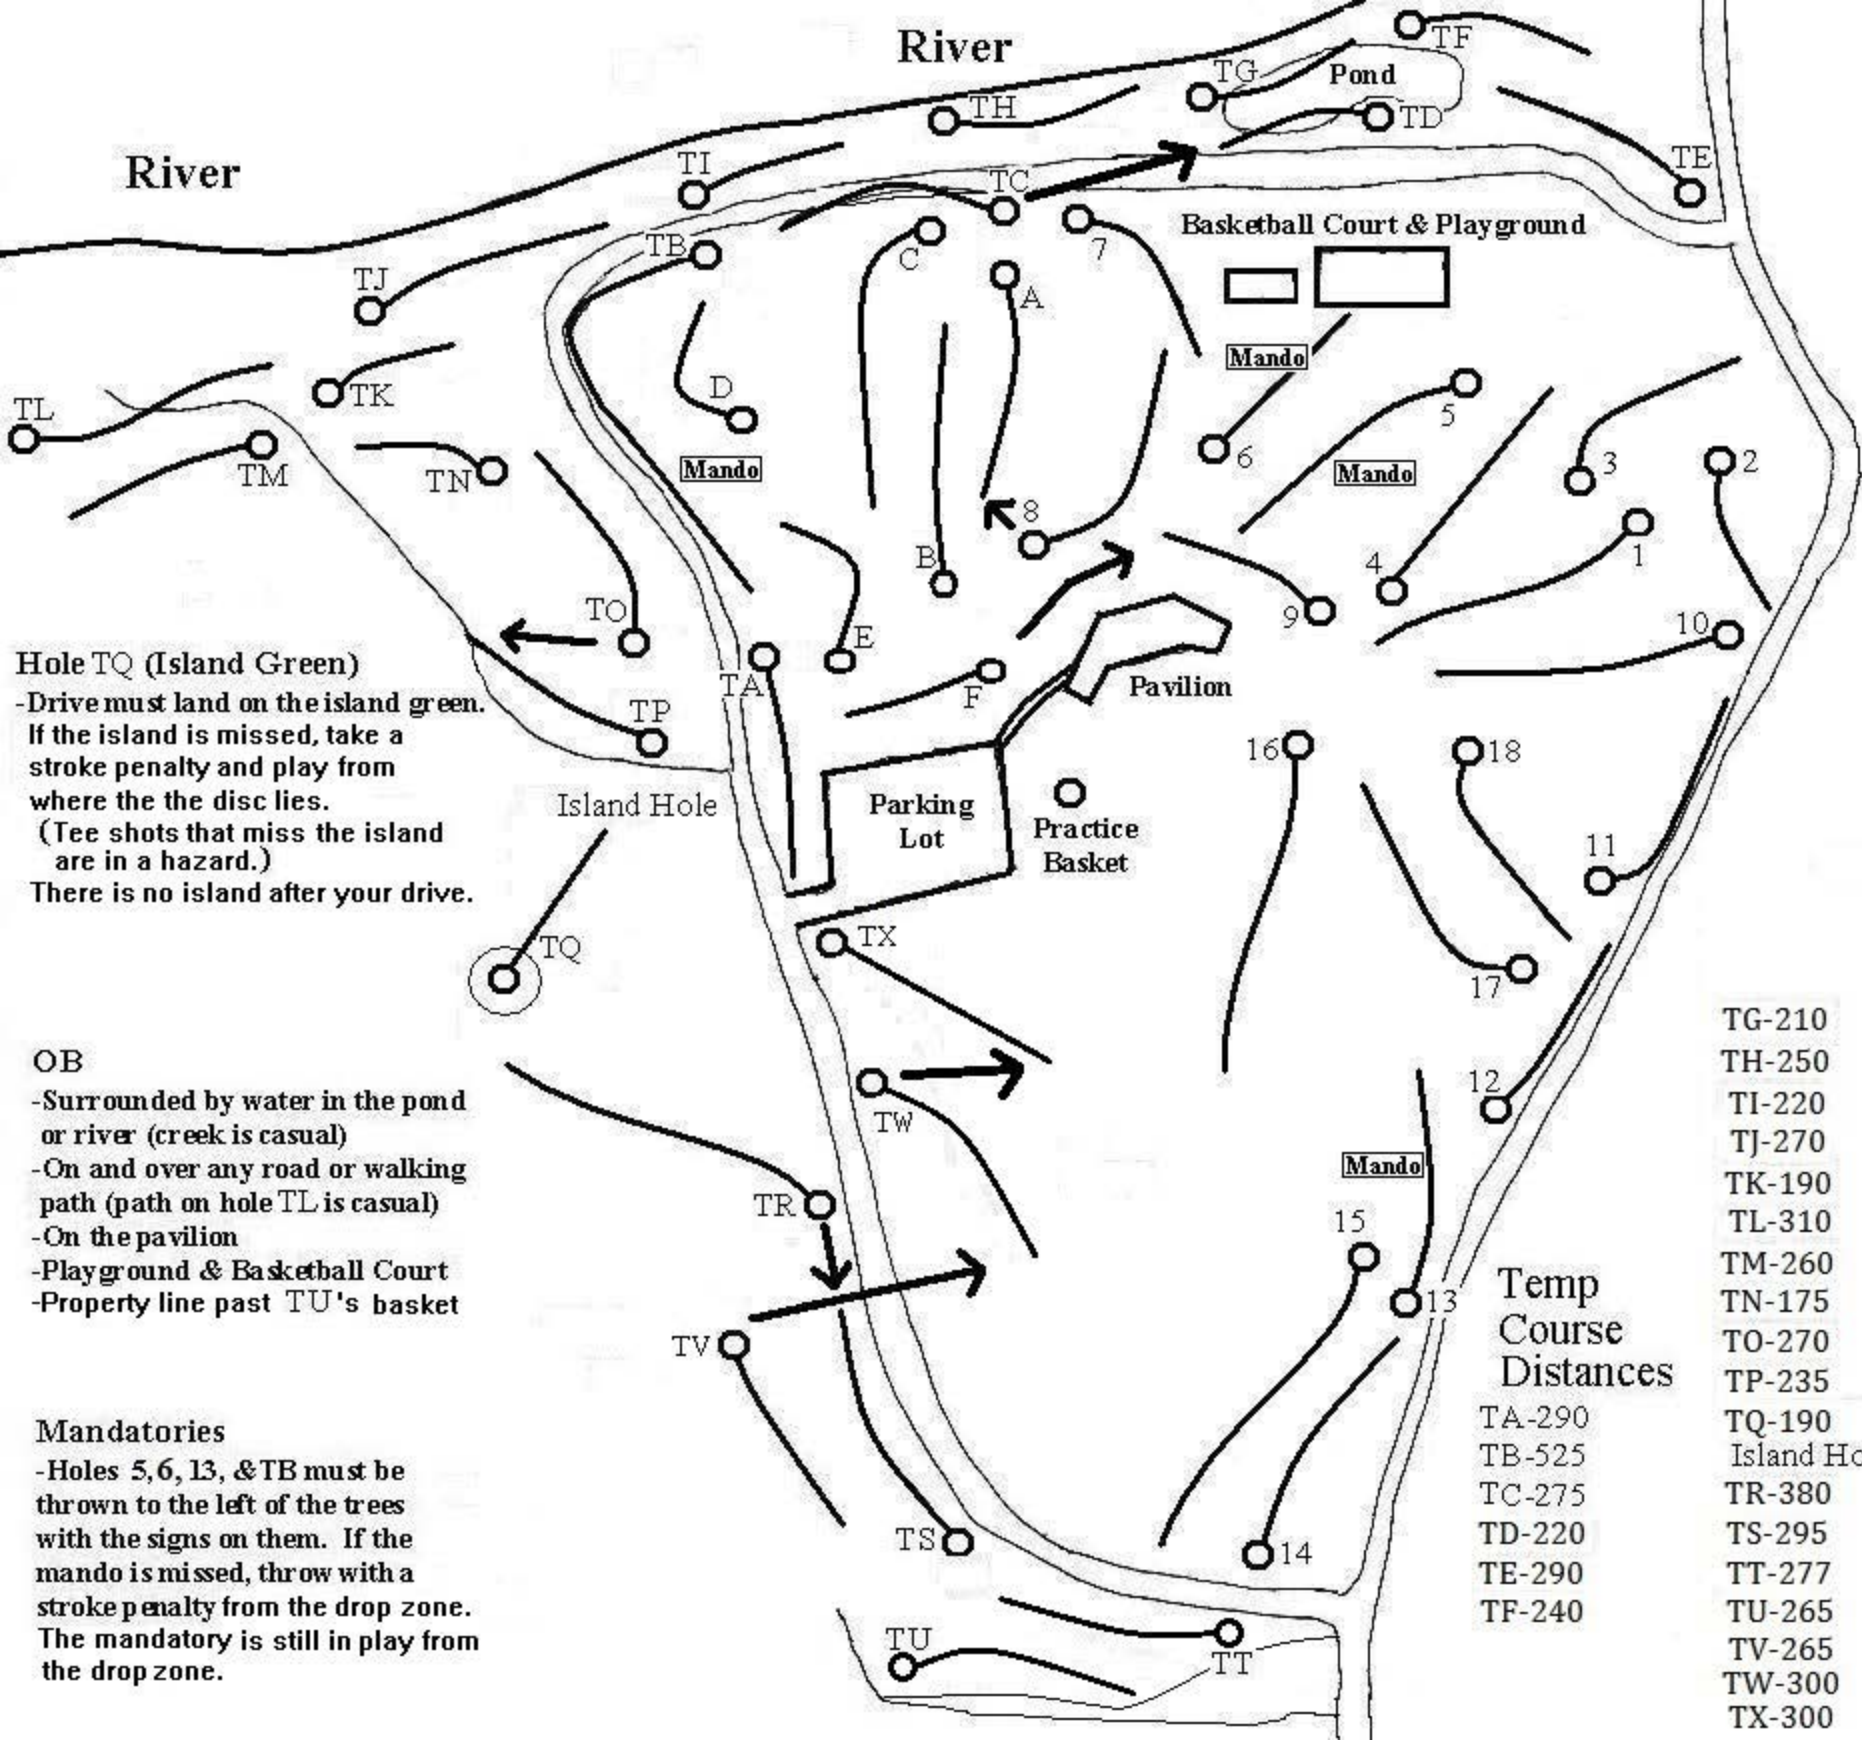 River
TF
TG
Pond
TH
TD
River
TI
TE
TC
Basketball Court & Playground
TB
C
7
TJ
A
Mando
D
TK
5
TL
6
Mando
3
2
TM
TN
Mando
8
1
B
4
TO
E
9
10
Hole TQ (Island Green)
-Drive must land on the island green.
If the island is missed, take a
stroke penalty and play from
where the the disc lies.
(Tee shots that miss the island
are in a hazard.)
There is no island after your drive.
TA
F
Pavilion
TP
16
18
Island Hole
Parking
Lot
Practice
Basket
11
TQ
TX
17
OB
-Surrounded by water in the pond
or river (creek is casual)
-On and over any road or walking
path (path on hole TL is casual)
-On the pavilion
-Playground & Basketball Court
-Property line past TU's basket
12
TW
Mando
TR
15
13
TV
Mandatories
-Holes 5,6, 13, &TB must be
thrown to the left of the trees
with the signs on them. If the
mando is missed, throw with a
stroke penalty from the drop zone.
The mandatory is still in play from
the drop zone.
TS
14
TU
TT
Temp
Course
Distances
TA-290
TB-525
TC-275
TD-220
TE-290
TF-240
TG-210
TH-250
TI-220
TJ-270
TK-190
TL-310
TM-260
TN-175
TO-270
TP-235
TQ-190
Island
TR-380
TS-295
TT-277
TU-265
TV-265
TW-300
TX-300